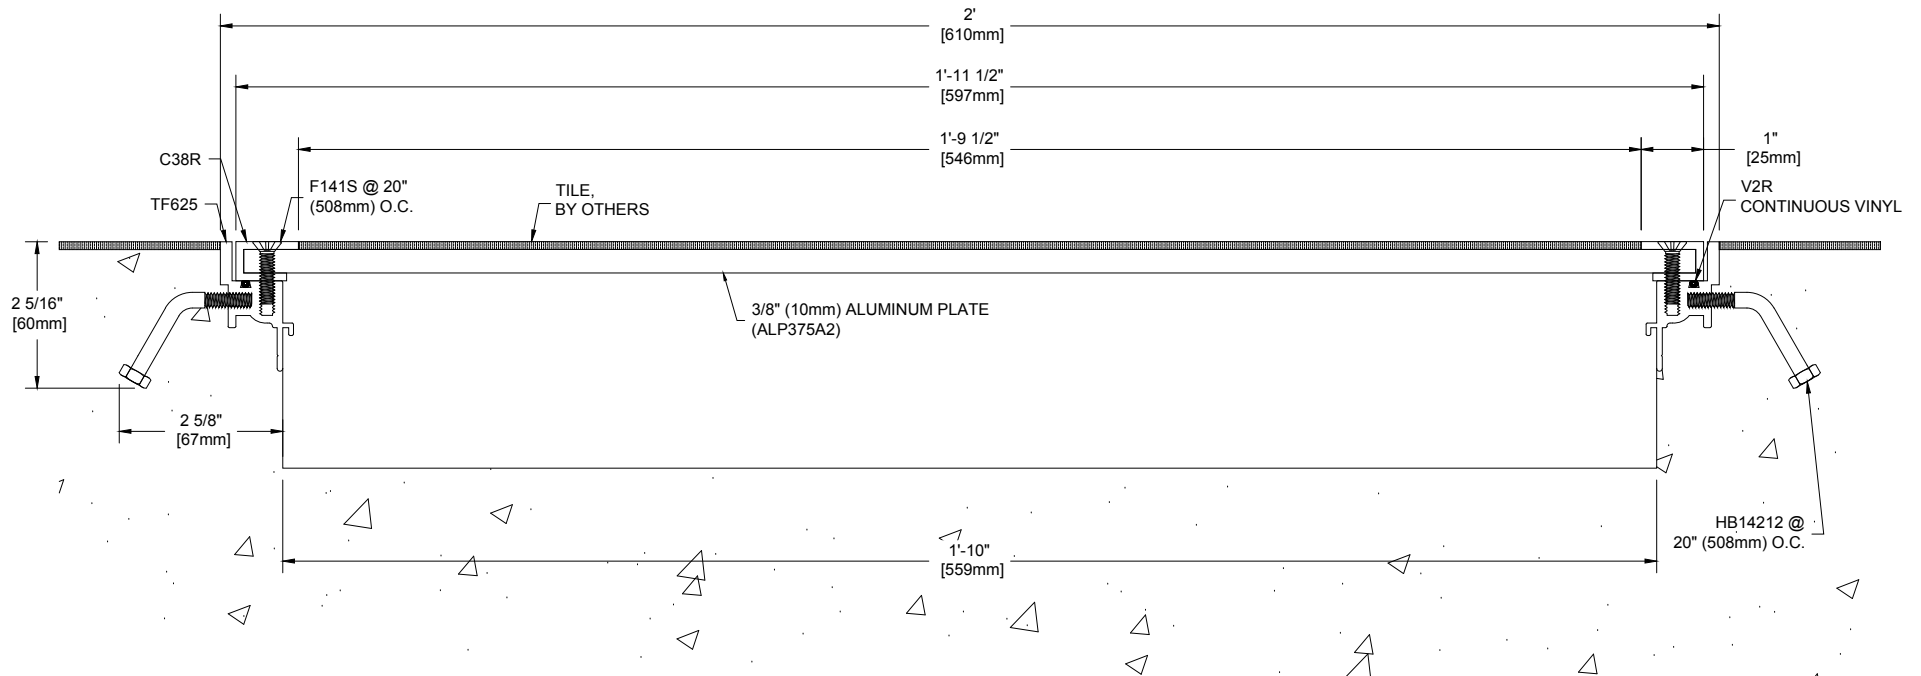 2'
[610mm]
1'-11 1/2"
[597mm]
1'-9 1/2"
[546mm]
1"
[25mm]
C38R
F141S @ 20"
(508mm) O.C.
TILE,
BY OTHERS
V2R
CONTINUOUS VINYL
TF625
2 5/16"
[60mm]
3/8" (10mm) ALUMINUM PLATE
(ALP375A2)
2 5/8"
[67mm]
HB14212 @
20" (508mm) O.C.
1'-10"
[559mm]